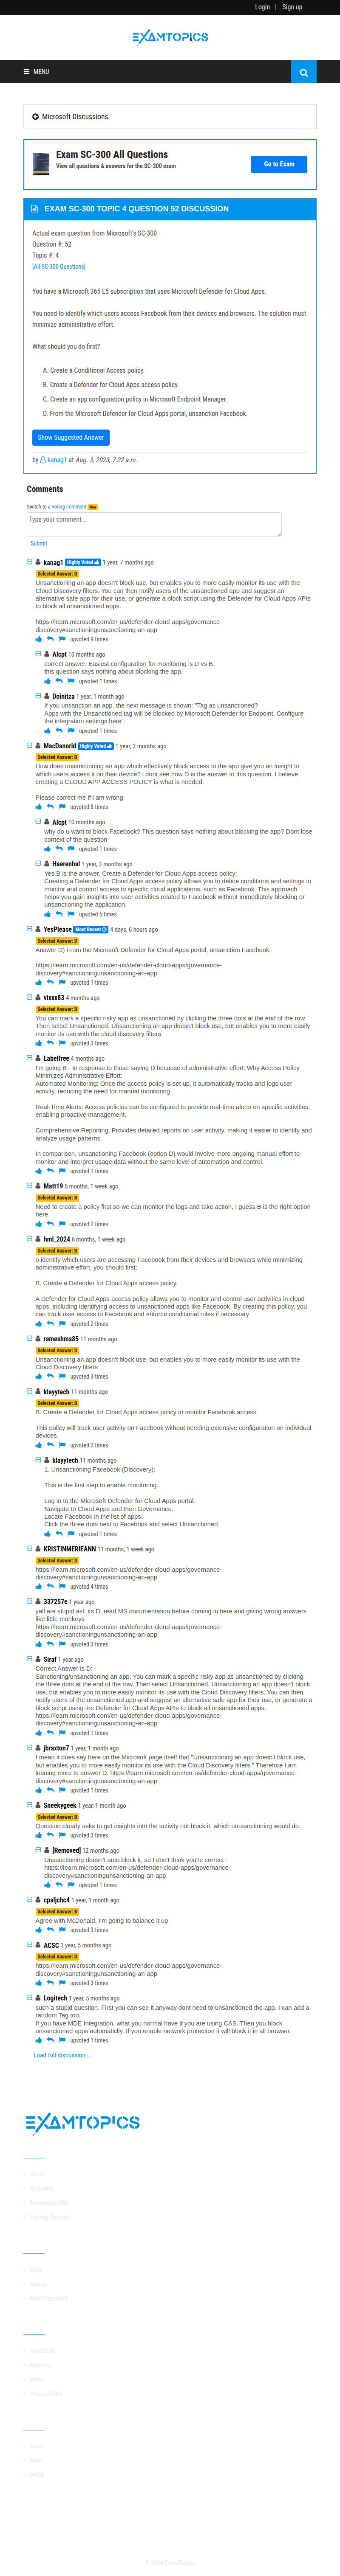 Login | Sign up
EXAMTOPICS
MENU
Microsoft Discussions
Exam SC-300 All Questions
View all questions & answers for the SC-300 exam
Go to Exam
EXAM SC-300 TOPIC 4 QUESTION 52 DISCUSSION
Actual exam question from Microsoft's SC-300
Question #: 52
Topic #: 4
[All SC-300 Questions]
You have a Microsoft 365 E5 subscription that uses Microsoft Defender for Cloud Apps.
You need to identify which users access Facebook from their devices and browsers. The solution must
minimize administrative effort.
What should you do first?
A. Create a Conditional Access policy.
B. Create a Defender for Cloud Apps access policy.
C. Create an app configuration policy in Microsoft Endpoint Manager.
D. From the Microsoft Defender for Cloud Apps portal, unsanction Facebook.
Show Suggested Answer
by kanag1 at Aug. 3, 2023, 7:22 a.m.
Comments
Switch to a voting comment New
Type your comment...
Submit
kanag1 Highly Voted 1 year, 7 months ago
Selected Answer: D
Unsanctioning an app doesn't block use, but enables you to more easily monitor its use with the
Cloud Discovery filters. You can then notify users of the unsanctioned app and suggest an
alternative safe app for their use, or generate a block script using the Defender for Cloud Apps APIs
to block all unsanctioned apps.
https://learn.microsoft.com/en-us/defender-cloud-apps/governance-
discovery#sanctioningunsanctioning-an-app
upvoted 9 times
Alcpt 10 months ago
correct answer. Easiest configuration for monitoring is D vs B.
this question says nothing about blocking the app.
upvoted 1 times
Doinitza 1 year, 1 month ago
If you unsanction an app, the next message is shown: "Tag as unsanctioned?
Apps with the Unsanctioned tag will be blocked by Microsoft Defender for Endpoint. Configure
the integration settings here".
upvoted 1 times
MacDanorld Highly Voted 1 year, 3 months ago
Selected Answer: B
How does unsanctioning an app which effectively block access to the app give you an insight to
which users access it on their device? i dont see how D is the answer to this question. I believe
creating a CLOUD APP ACCESS POLICY is what is needed.
Please correct me if i am wrong
upvoted 8 times
Alcpt 10 months ago
why do u want to block Facebook? This question says nothing about blocking the app? Dont lose
context of the question
upvoted 1 times
Haerenhal 1 year, 3 months ago
Yes B is the answer. Create a Defender for Cloud Apps access policy:
Creating a Defender for Cloud Apps access policy allows you to define conditions and settings to
monitor and control access to specific cloud applications, such as Facebook. This approach
helps you gain insights into user activities related to Facebook without immediately blocking or
unsanctioning the application.
upvoted 5 times
YesPlease Most Recent 4 days, 6 hours ago
Selected Answer: D
Answer D) From the Microsoft Defender for Cloud Apps portal, unsanction Facebook.
https://learn.microsoft.com/en-us/defender-cloud-apps/governance-
discovery#sanctioningunsanctioning-an-app
upvoted 1 times
vixxx83 4 months ago
Selected Answer: D
You can mark a specific risky app as unsanctioned by clicking the three dots at the end of the row.
Then select Unsanctioned. Unsanctioning an app doesn't block use, but enables you to more easily
monitor its use with the cloud discovery filters.
upvoted 3 times
Labelfree 4 months ago
I'm going B - In response to those saying D because of administrative effort: Why Access Policy
Minimizes Administrative Effort:
Automated Monitoring: Once the access policy is set up, it automatically tracks and logs user
activity, reducing the need for manual monitoring.
Real-Time Alerts: Access policies can be configured to provide real-time alerts on specific activities,
enabling proactive management.
Comprehensive Reporting: Provides detailed reports on user activity, making it easier to identify and
analyze usage patterns.
In comparison, unsanctioning Facebook (option D) would involve more ongoing manual effort to
monitor and interpret usage data without the same level of automation and control.
upvoted 1 times
Matt19 5 months, 1 week ago
Selected Answer: B
Need to create a policy first so we can monitor the logs and take action, I guess B is the right option
here
upvoted 2 times
hml_2024 6 months, 1 week ago
Selected Answer: B
o identify which users are accessing Facebook from their devices and browsers while minimizing
administrative effort, you should first:
B. Create a Defender for Cloud Apps access policy.
A Defender for Cloud Apps access policy allows you to monitor and control user activities in cloud
apps, including identifying access to unsanctioned apps like Facebook. By creating this policy, you
can track user access to Facebook and enforce conditional rules if necessary.
upvoted 2 times
rameshms85 11 months ago
Selected Answer: D
Unsanctioning an app doesn't block use, but enables you to more easily monitor its use with the
Cloud Discovery filters
upvoted 3 times
klayytech 11 months ago
Selected Answer: B
B. Create a Defender for Cloud Apps access policy to monitor Facebook access.
This policy will track user activity on Facebook without needing extensive configuration on individual
devices.
upvoted 2 times
klayytech 11 months ago
1. Unsanctioning Facebook (Discovery):
This is the first step to enable monitoring.
Log in to the Microsoft Defender for Cloud Apps portal.
Navigate to Cloud Apps and then Governance.
Locate Facebook in the list of apps.
Click the three dots next to Facebook and select Unsanctioned.
upvoted 1 times
KRISTINMERIEANN 11 months, 1 week ago
Selected Answer: D
https://learn.microsoft.com/en-us/defender-cloud-apps/governance-
discovery#sanctioningunsanctioning-an-app
upvoted 4 times
337257e 1 year ago
yall are stupid asf. its D. read MS documentation before coming in here and giving wrong answers
like little monkeys
https://learn.microsoft.com/en-us/defender-cloud-apps/governance-
discovery#sanctioningunsanctioning-an-app
upvoted 3 times
Siraf 1 year ago
Correct Answer is D:
Sanctioning/unsanctioning an app: You can mark a specific risky app as unsanctioned by clicking
the three dots at the end of the row. Then select Unsanctioned. Unsanctioning an app doesn't block
use, but enables you to more easily monitor its use with the Cloud Discovery filters. You can then
notify users of the unsanctioned app and suggest an alternative safe app for their use, or generate a
block script using the Defender for Cloud Apps APIs to block all unsanctioned apps.
https://learn.microsoft.com/en-us/defender-cloud-apps/governance-
discovery#sanctioningunsanctioning-an-app
upvoted 1 times
jbraxton7 1 year, 1 month ago
I mean it does say here on the Microsoft page itself that "Unsanctioning an app doesn't block use,
but enables you to more easily monitor its use with the Cloud Discovery filters." Therefore I am
leaning more to answer D. https://learn.microsoft.com/en-us/defender-cloud-apps/governance-
discovery#sanctioningunsanctioning-an-app
upvoted 1 times
Sneekygeek 1 year, 1 month ago
Selected Answer: B
Question clearly asks to get insights into the activity not block it, which un-sanctioning would do.
upvoted 3 times
[Removed] 12 months ago
Unsanctioning doesn't auto block it, so I don't think you're correct -
https://learn.microsoft.com/en-us/defender-cloud-apps/governance-
discovery#sanctioningunsanctioning-an-app
upvoted 1 times
cpaljchc4 1 year, 1 month ago
Selected Answer: B
Agree with McDonald, I'm going to balance it up
upvoted 3 times
ACSC 1 year, 5 months ago
Selected Answer: D
https://learn.microsoft.com/en-us/defender-cloud-apps/governance-
discovery#sanctioningunsanctioning-an-app
upvoted 3 times
Logitech 1 year, 5 months ago
such a stupid question. First you can see it anyway dont need to unsanctioned the app. I can add a
random Tag too.
If you have MDE Integration, what you normal have if you are using CAS. Then you block
unsanctioned apps automaticlly. If you enable network proteciton it will block it in all browser.
upvoted 1 times
Load full discussion...
EXAMTOPICS
Home
All Exams
Examtopics PRO
Training Courses
Login
Sign up
Reset Password
Contact Us
About Us
Terms
Privacy Policy
Forum
News
DMCA
© 2024 ExamTopics